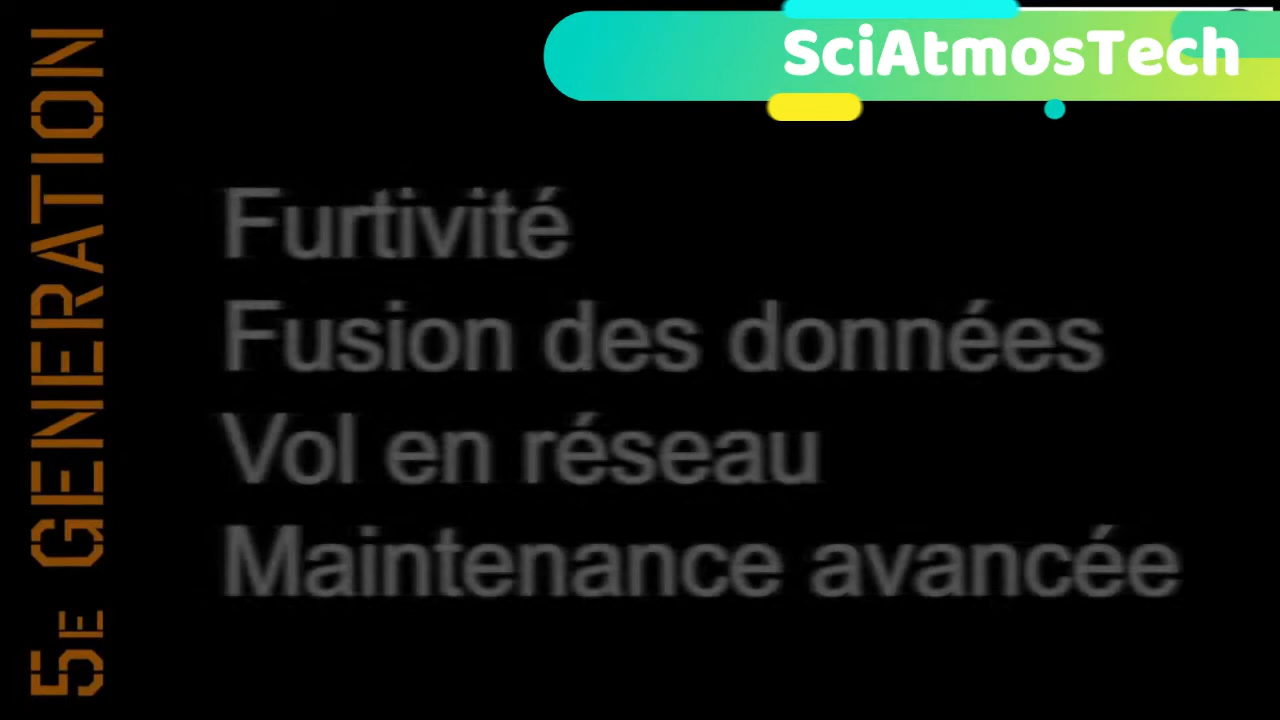 SciAtmosTech
5E GENERATION
Furtivité
Fusion des données
Vol en réseau
Maintenance avancée